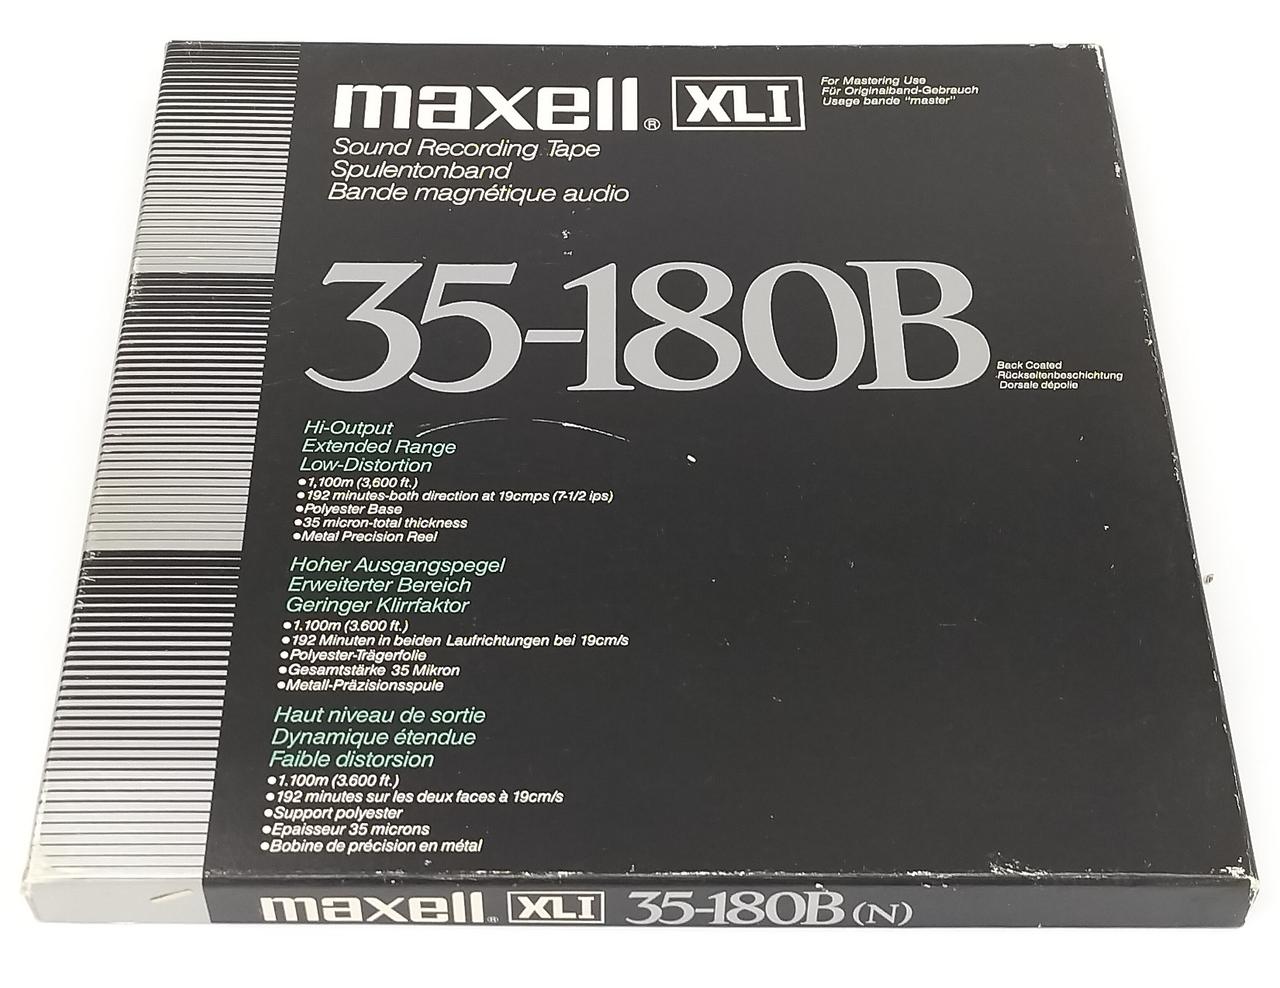 maxell® XLI
For Mastering Use
Für Originalband-Gebrauch
Usage bande "master"
Sound Recording Tape
Spulentonband
Bande magnétique audio
35-180B
Back Coated
Rückseitenbeschichtung
Dorsale dépolie
Hi-Output
Extended Range
Low-Distortion
●1,100m (3,600 ft.)
●192 minutes-both direction at 19cmps (7-1/2 ips)
●Polyester Base
●35 micron-total thickness
●Metal Precision Reel
Hoher Ausgangspegel
Erweiterter Bereich
Geringer Klirrfaktor
●1.100m (3.600 ft.)
●192 Minuten in beiden Laufrichtungen bei 19cm/s
●Polyester-Trägerfolie
●Gesamtstärke 35 Mikron
●Metall-Präzisionsspule
Haut niveau de sortie
Dynamique étendue
Faible distorsion
●1.100m (3.600 ft.)
●192 minutes sur les deux faces à 19cm/s
●Support polyester
●Epaisseur 35 microns
●Bobine de précision en métal
maxell® XLI 35-180B (N)